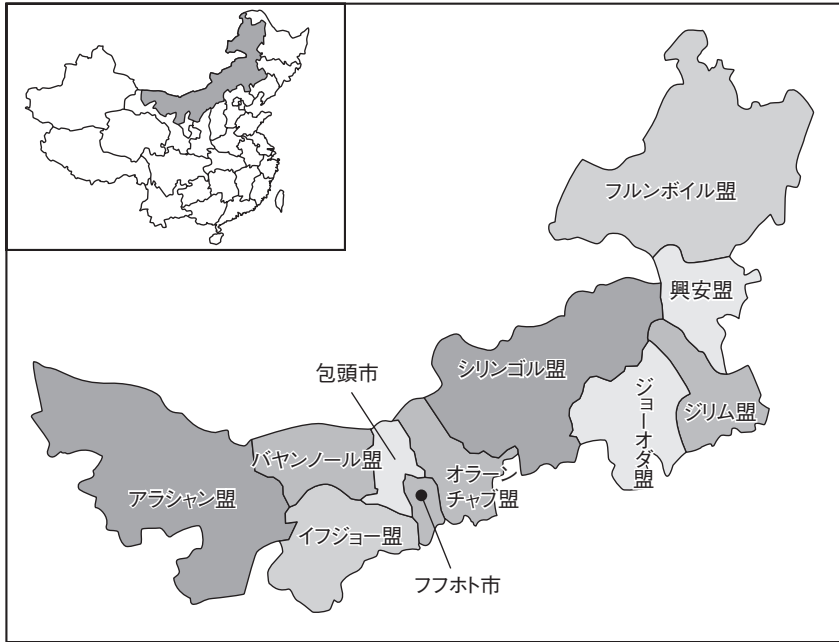 フルンボイル盟
興安盟
シリンゴル盟
包頭市
ジョーオダ盟
ジリム盟
バヤンノール盟
オラーン
チャブ盟
アラシャン盟
イフジョー盟
フフホト市